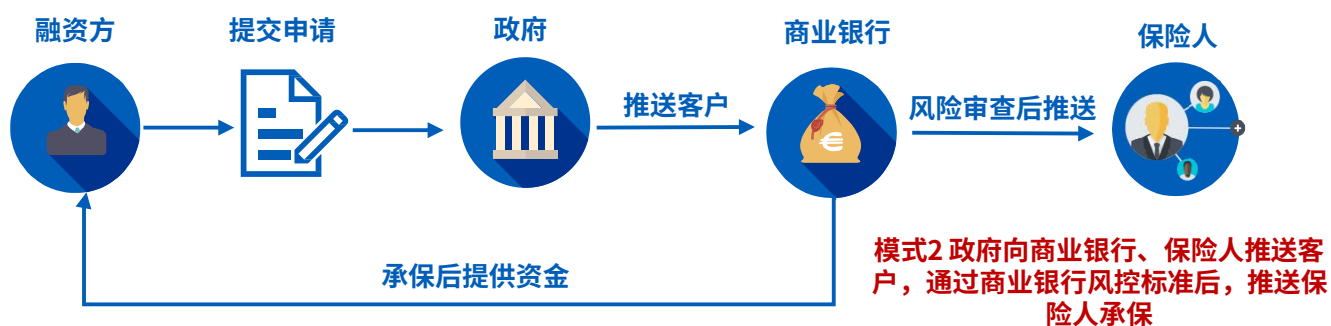 融资方
提交申请
政府
商业银行
保险人
推送客户
风险审查后推送
€
承保后提供资金
模式2 政府向商业银行、保险人推送客
户，通过商业银行风控标准后，推送保
险人承保